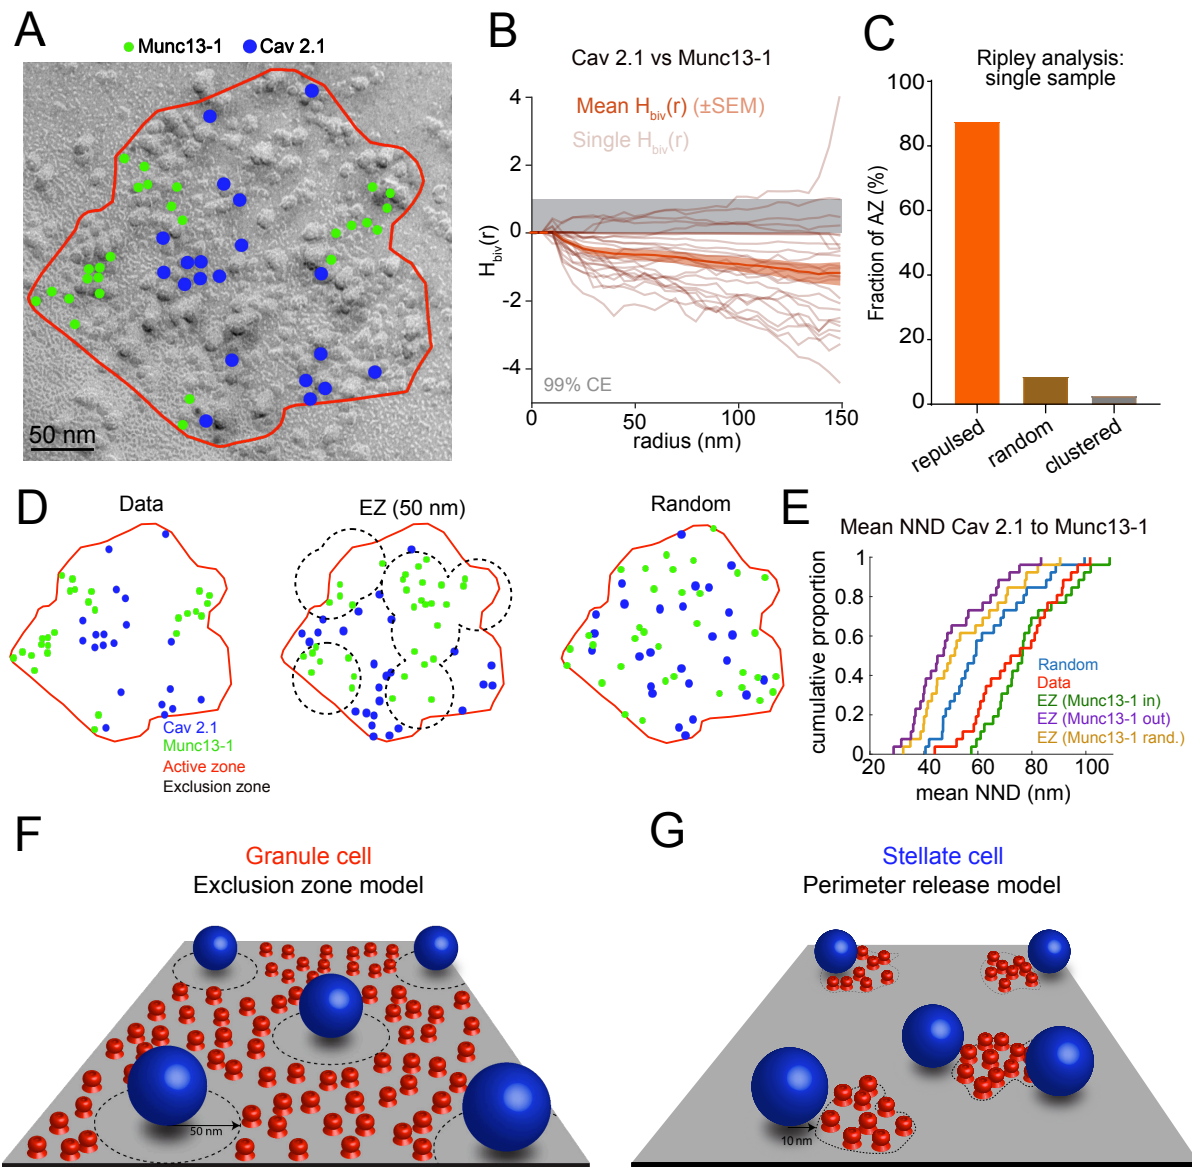 A
Munc13-1 Cav 2.1
50 nm
B
Cav 2.1 vs Munc13-1
Mean Hbiv(r) (±SEM)
Single Hbiv(r)
4
2
0
-2
-4
Hbiv(r)
99% CE
0 50 100 150
radius (nm)
C
Ripley analysis:
single sample
100
80
60
40
20
0
Fraction of AZ (%)
repulsed
random
clustered
D
Data
EZ (50 nm)
Random
Cav 2.1
Munc13-1
Active zone
Exclusion zone
E
Mean NND Cav 2.1 to Munc13-1
1
0.8
0.6
0.4
0.2
0
cumulative proportion
Random
Data
EZ (Munc13-1 in)
EZ (Munc13-1 out)
EZ (Munc13-1 rand.)
20 40 60 80 100
mean NND (nm)
F
Granule cell
Exclusion zone model
50 nm
G
Stellate cell
Perimeter release model
10 nm